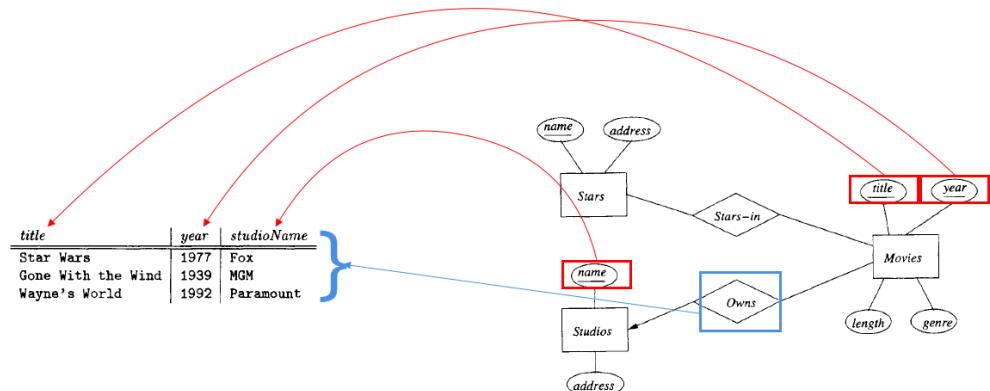 name address
title year
Stars
Stars-in
title year studioName
Star Wars 1977 Fox
Gone With the Wind 1939 MGM
Wayne's World 1992 Paramount
name
Movies
Owns
Studios
length genre
address